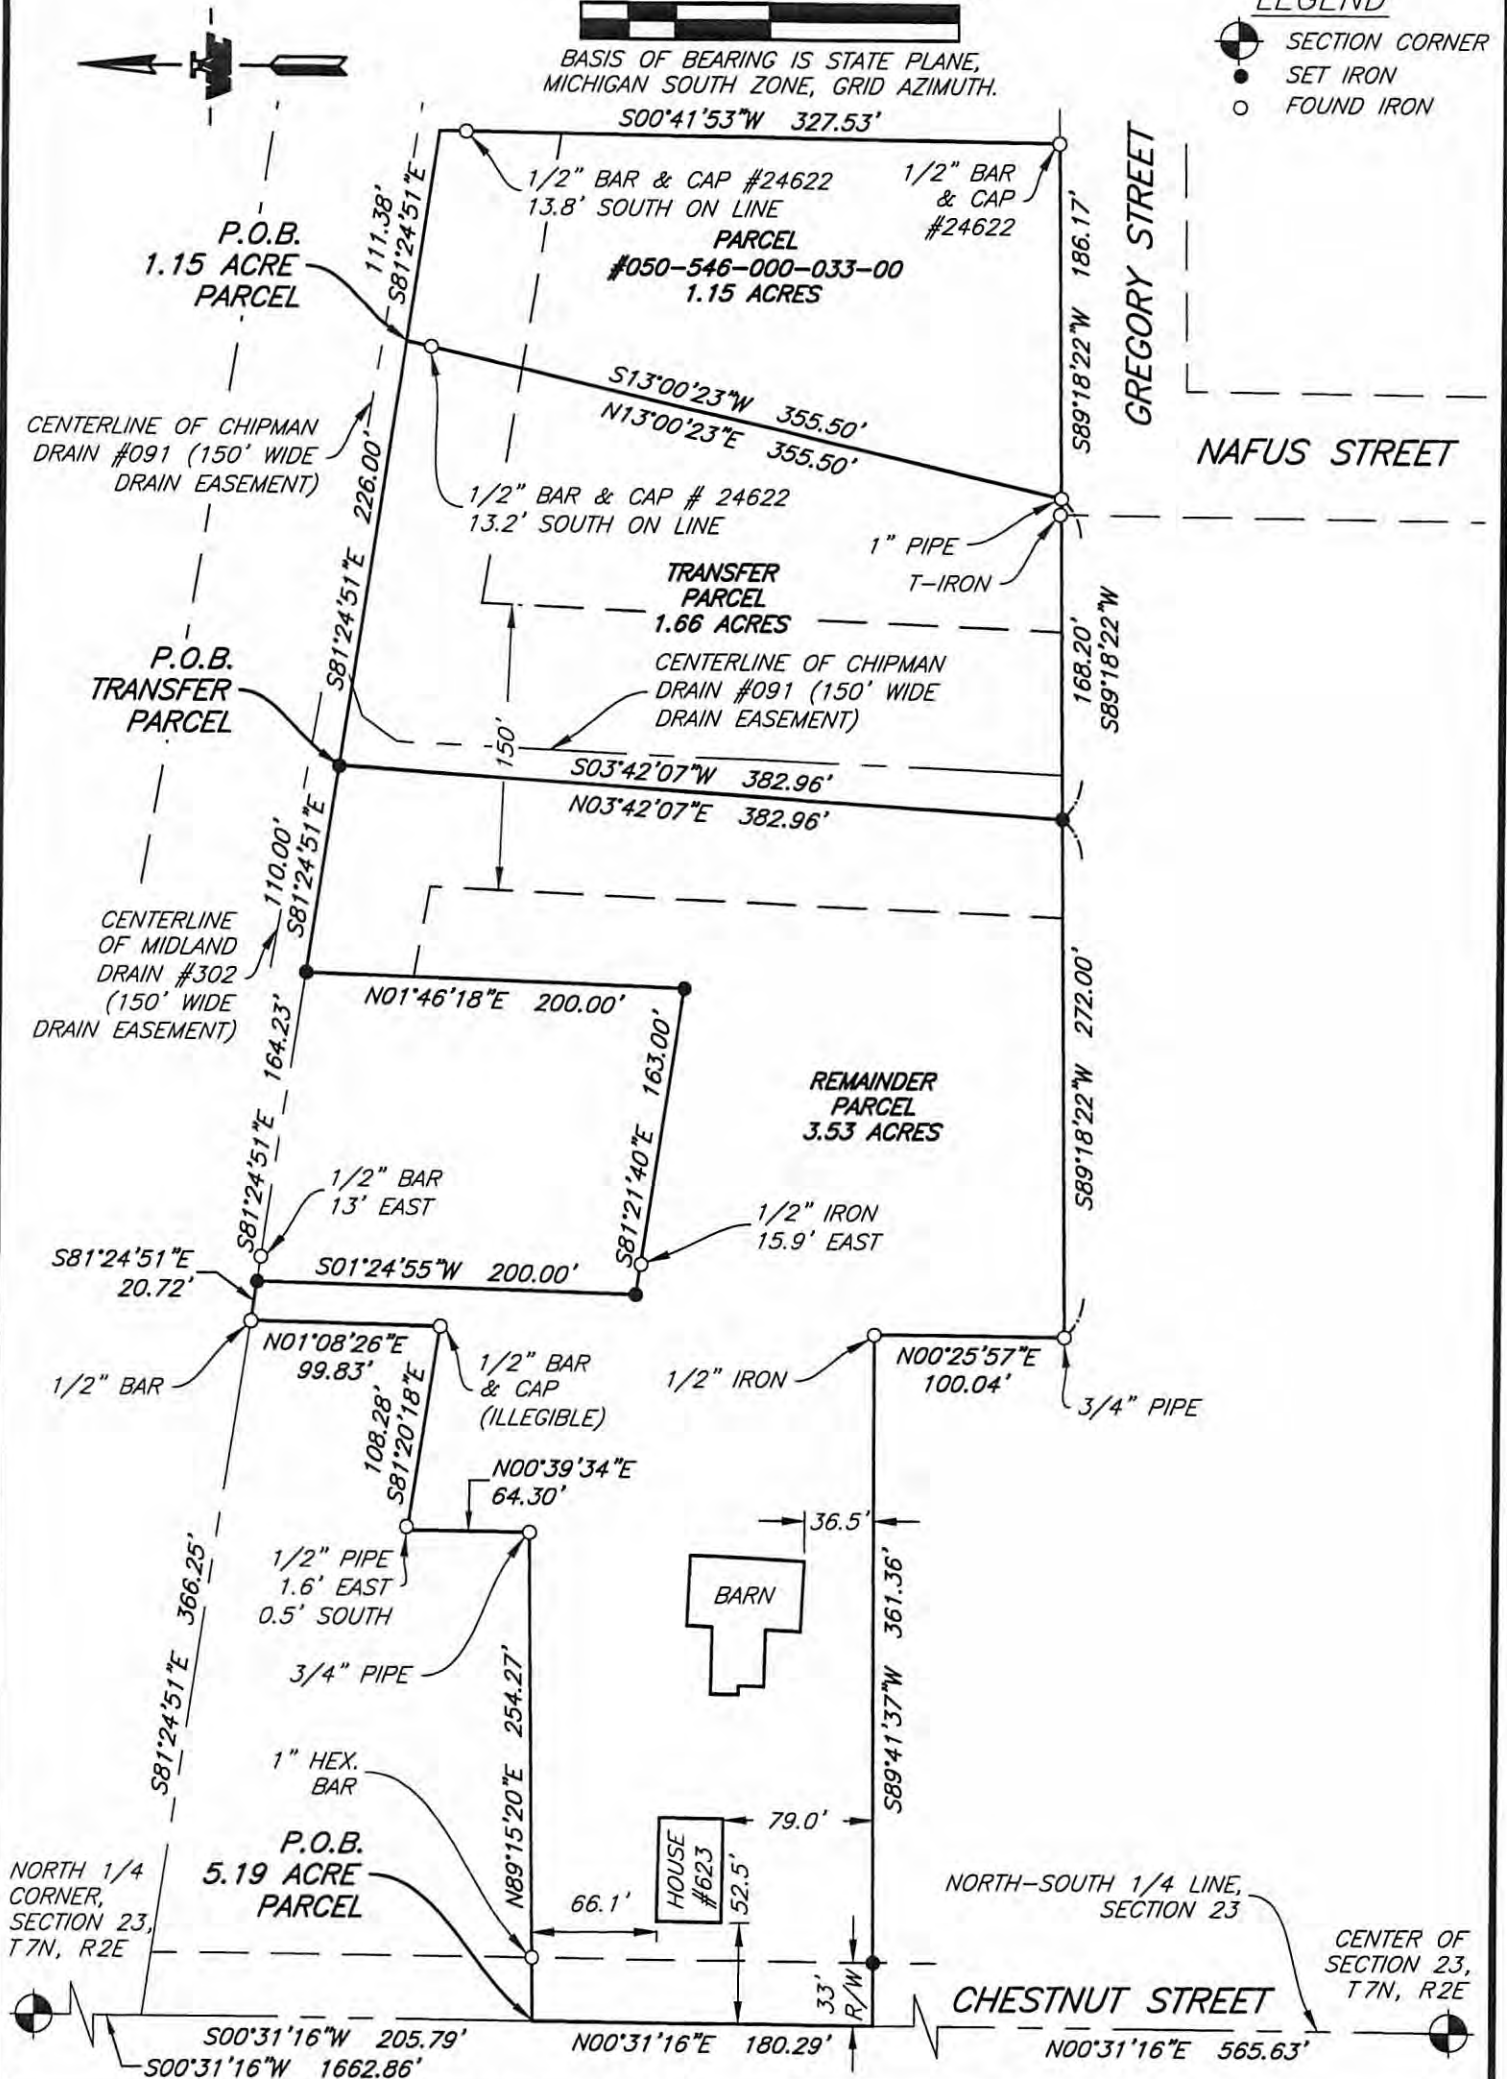 LEGEND
SECTION CORNER
SET IRON
FOUND IRON
BASIS OF BEARING IS STATE PLANE,
MICHIGAN SOUTH ZONE, GRID AZIMUTH.
S00°41'53"W 327.53'
1/2" BAR & CAP #24622
13.8' SOUTH ON LINE
1/2" BAR
& CAP
#24622
PARCEL
#050-546-000-033-00
1.15 ACRES
111.38'
S81°24'51"E
P.O.B.
1.15 ACRE
PARCEL
S89°18'22"W 186.17'
GREGORY STREET
NAFUS STREET
S13°00'23"W 355.50'
N13°00'23"E 355.50'
CENTERLINE OF CHIPMAN
DRAIN #091 (150' WIDE
DRAIN EASEMENT)
S81°24'51"E 226.00'
1/2" BAR & CAP # 24622
13.2' SOUTH ON LINE
1" PIPE
T-IRON
TRANSFER
PARCEL
1.66 ACRES
168.20'
S89°18'22"W
P.O.B.
TRANSFER
PARCEL
CENTERLINE OF CHIPMAN
DRAIN #091 (150' WIDE
DRAIN EASEMENT)
150'
S03°42'07"W 382.96'
N03°42'07"E 382.96'
110.00'
S81°24'51"E
CENTERLINE
OF MIDLAND
DRAIN #302
(150' WIDE
DRAIN EASEMENT)
N01°46'18"E 200.00'
S81°24'51"E 164.23'
S81°21'40"E 163.00'
REMAINDER
PARCEL
3.53 ACRES
S89°18'22"W 272.00'
1/2" BAR
13' EAST
1/2" IRON
15.9' EAST
S81°24'51"E
20.72'
S01°24'55"W 200.00'
N01°08'26"E
99.83'
1/2" BAR
1/2" BAR
& CAP
(ILLEGIBLE)
1/2" IRON
N00°25'57"E
100.04'
3/4" PIPE
108.28'
S81°20'18"E
N00°39'34"E
64.30'
36.5'
BARN
1/2" PIPE
1.6' EAST
0.5' SOUTH
3/4" PIPE
S81°24'51"E 366.25'
N89°15'20"E 254.27'
S89°41'37"W 361.36'
1" HEX.
BAR
P.O.B.
5.19 ACRE
PARCEL
HOUSE
#623
79.0'
52.5'
66.1'
NORTH 1/4
CORNER,
SECTION 23,
T7N, R2E
NORTH-SOUTH 1/4 LINE,
SECTION 23
CENTER OF
SECTION 23,
T7N, R2E
33'
R/W
CHESTNUT STREET
S00°31'16"W 205.79'
S00°31'16"W 1662.86'
N00°31'16"E 180.29'
N00°31'16"E 565.63'